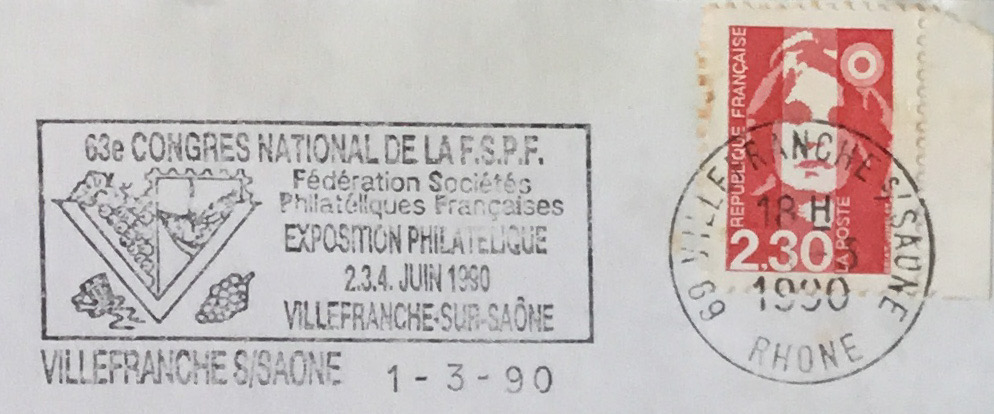 63e CONGRES NATIONAL DE LA F.S.P.F.
Fédération Sociétés
Philatéliques Françaises
EXPOSITION PHILATELIQUE
2.3.4. JUIN 1990
VILLEFRANCHE-SUR-SAÔNE
VILLEFRANCHE S/SAONE 1-3-90
REPUBLIQUE FRANÇAISE
2,30
LA POSTE
69 VILLEFRANCHE S/SAONE
18 H
1990
RHONE